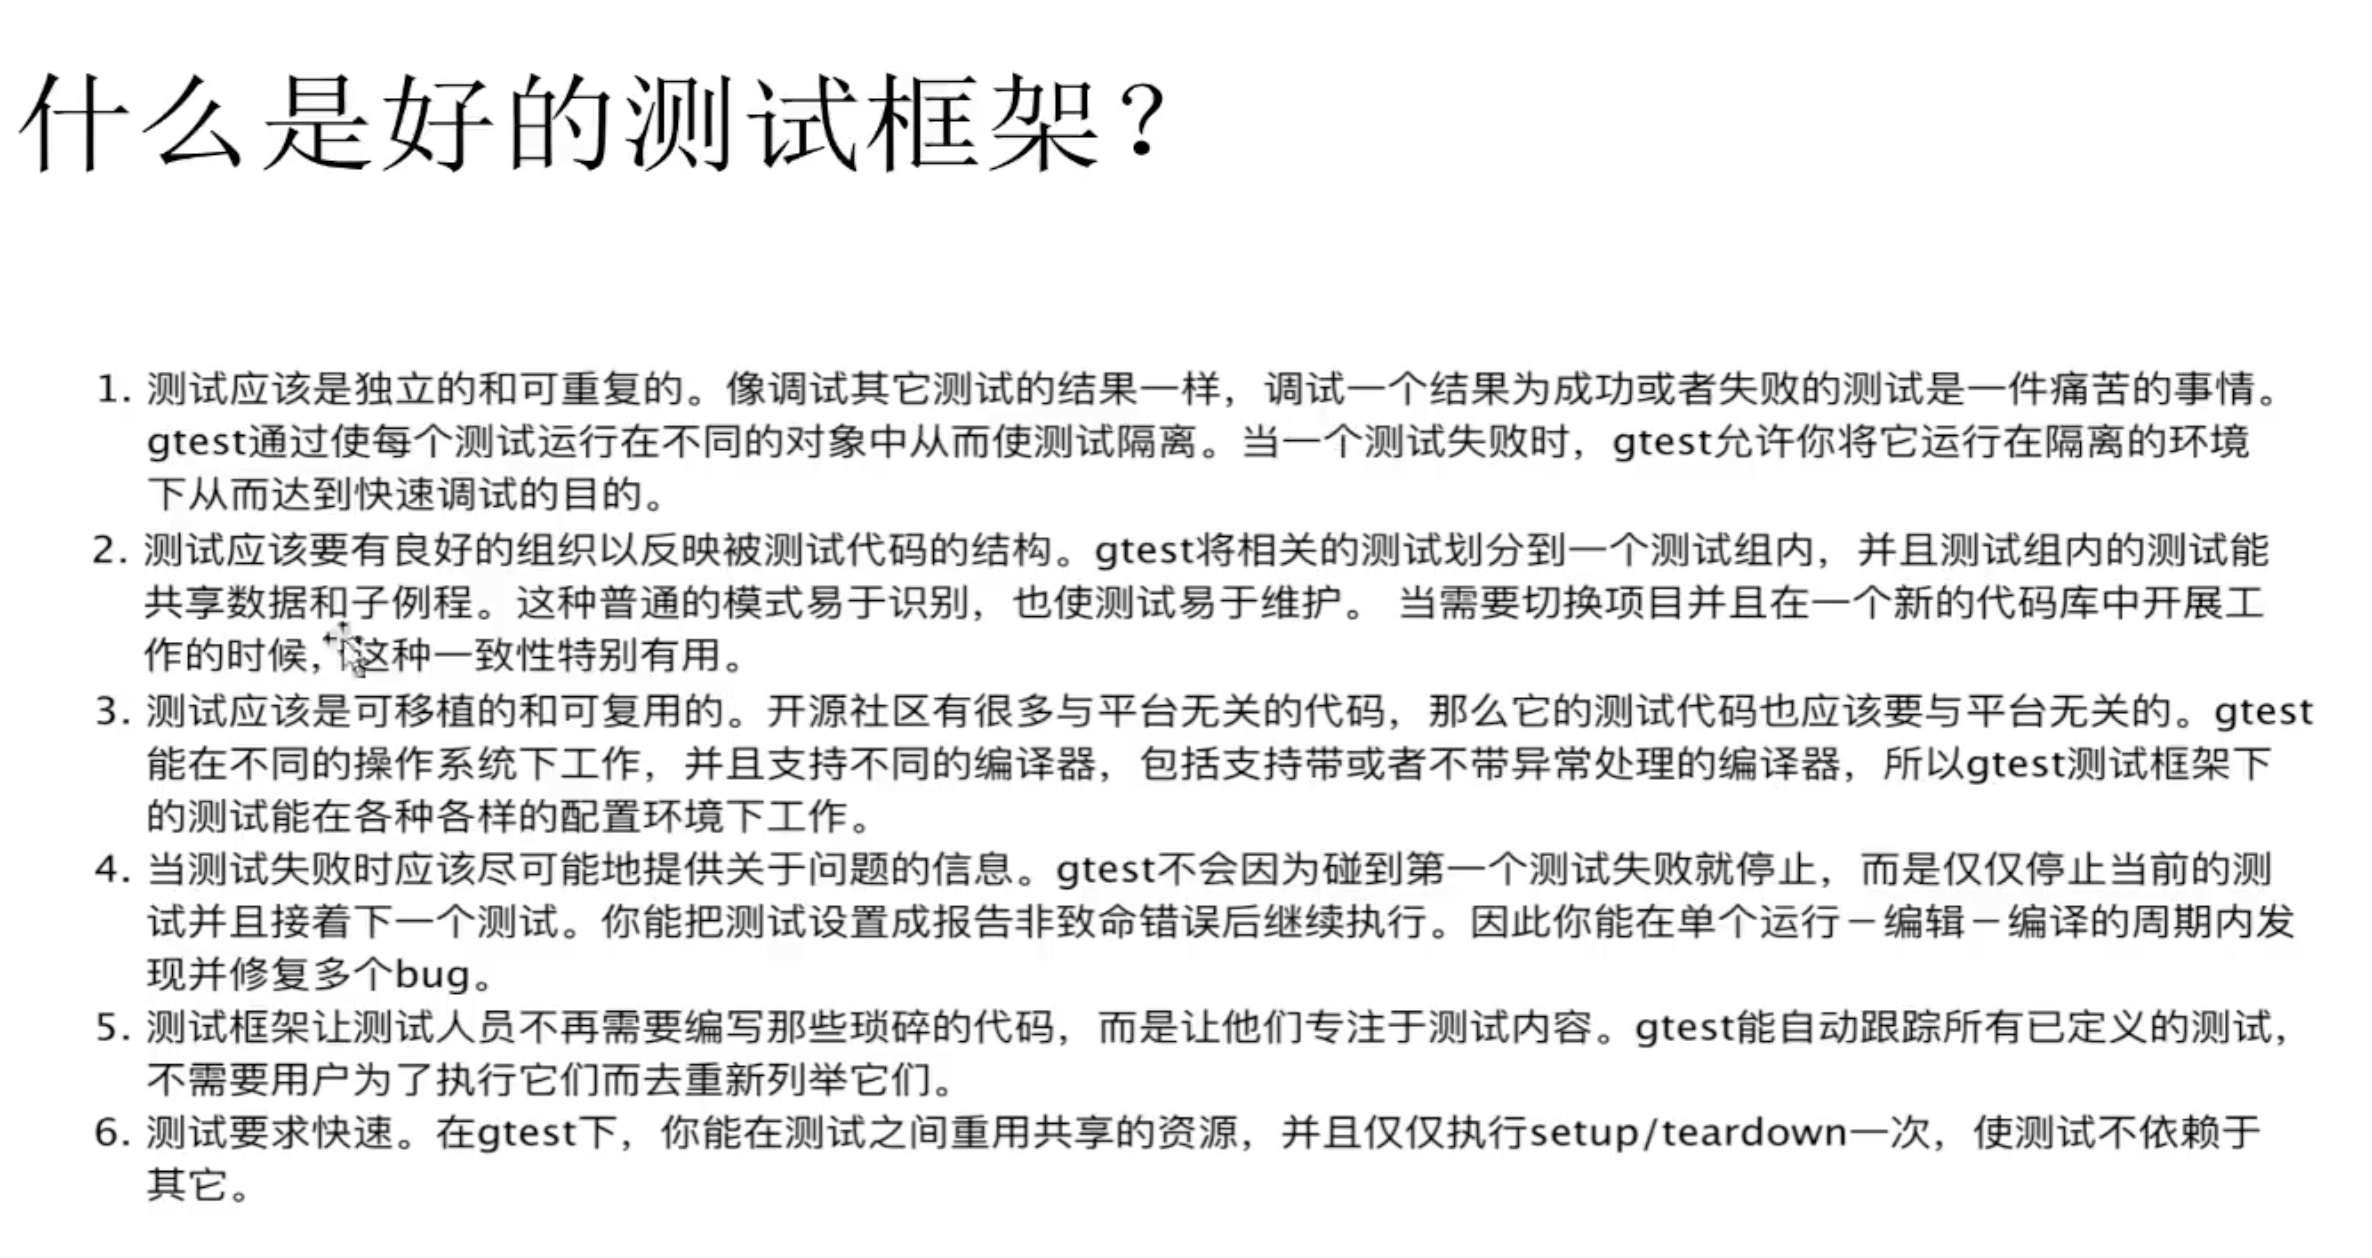 什么是好的测试框架？
1. 测试应该是独立的和可重复的。像调试其它测试的结果一样，调试一个结果为成功或者失败的测试是一件痛苦的事情。
gtest通过使每个测试运行在不同的对象中从而使测试隔离。当一个测试失败时，gtest允许你将它运行在隔离的环境
下从而达到快速调试的目的。
2. 测试应该要有良好的组织以反映被测试代码的结构。gtest将相关的测试划分到一个测试组内，并且测试组内的测试能
共享数据和子例程。这种普通的模式易于识别，也使测试易于维护。 当需要切换项目并且在一个新的代码库中开展工
作的时候，这种一致性特别有用。
3. 测试应该是可移植的和可复用的。开源社区有很多与平台无关的代码，那么它的测试代码也应该要与平台无关的。gtest
能在不同的操作系统下工作，并且支持不同的编译器，包括支持带或者不带异常处理的编译器，所以gtest测试框架下
的测试能在各种各样的配置环境下工作。
4. 当测试失败时应该尽可能地提供关于问题的信息。gtest不会因为碰到第一个测试失败就停止，而是仅仅停止当前的测
试并且接着下一个测试。你能把测试设置成报告非致命错误后继续执行。因此你能在单个运行－编辑－编译的周期内发
现并修复多个bug。
5. 测试框架让测试人员不再需要编写那些琐碎的代码，而是让他们专注于测试内容。gtest能自动跟踪所有已定义的测试，
不需要用户为了执行它们而去重新列举它们。
6. 测试要求快速。在gtest下，你能在测试之间重用共享的资源，并且仅仅执行setup/teardown一次，使测试不依赖于
其它。